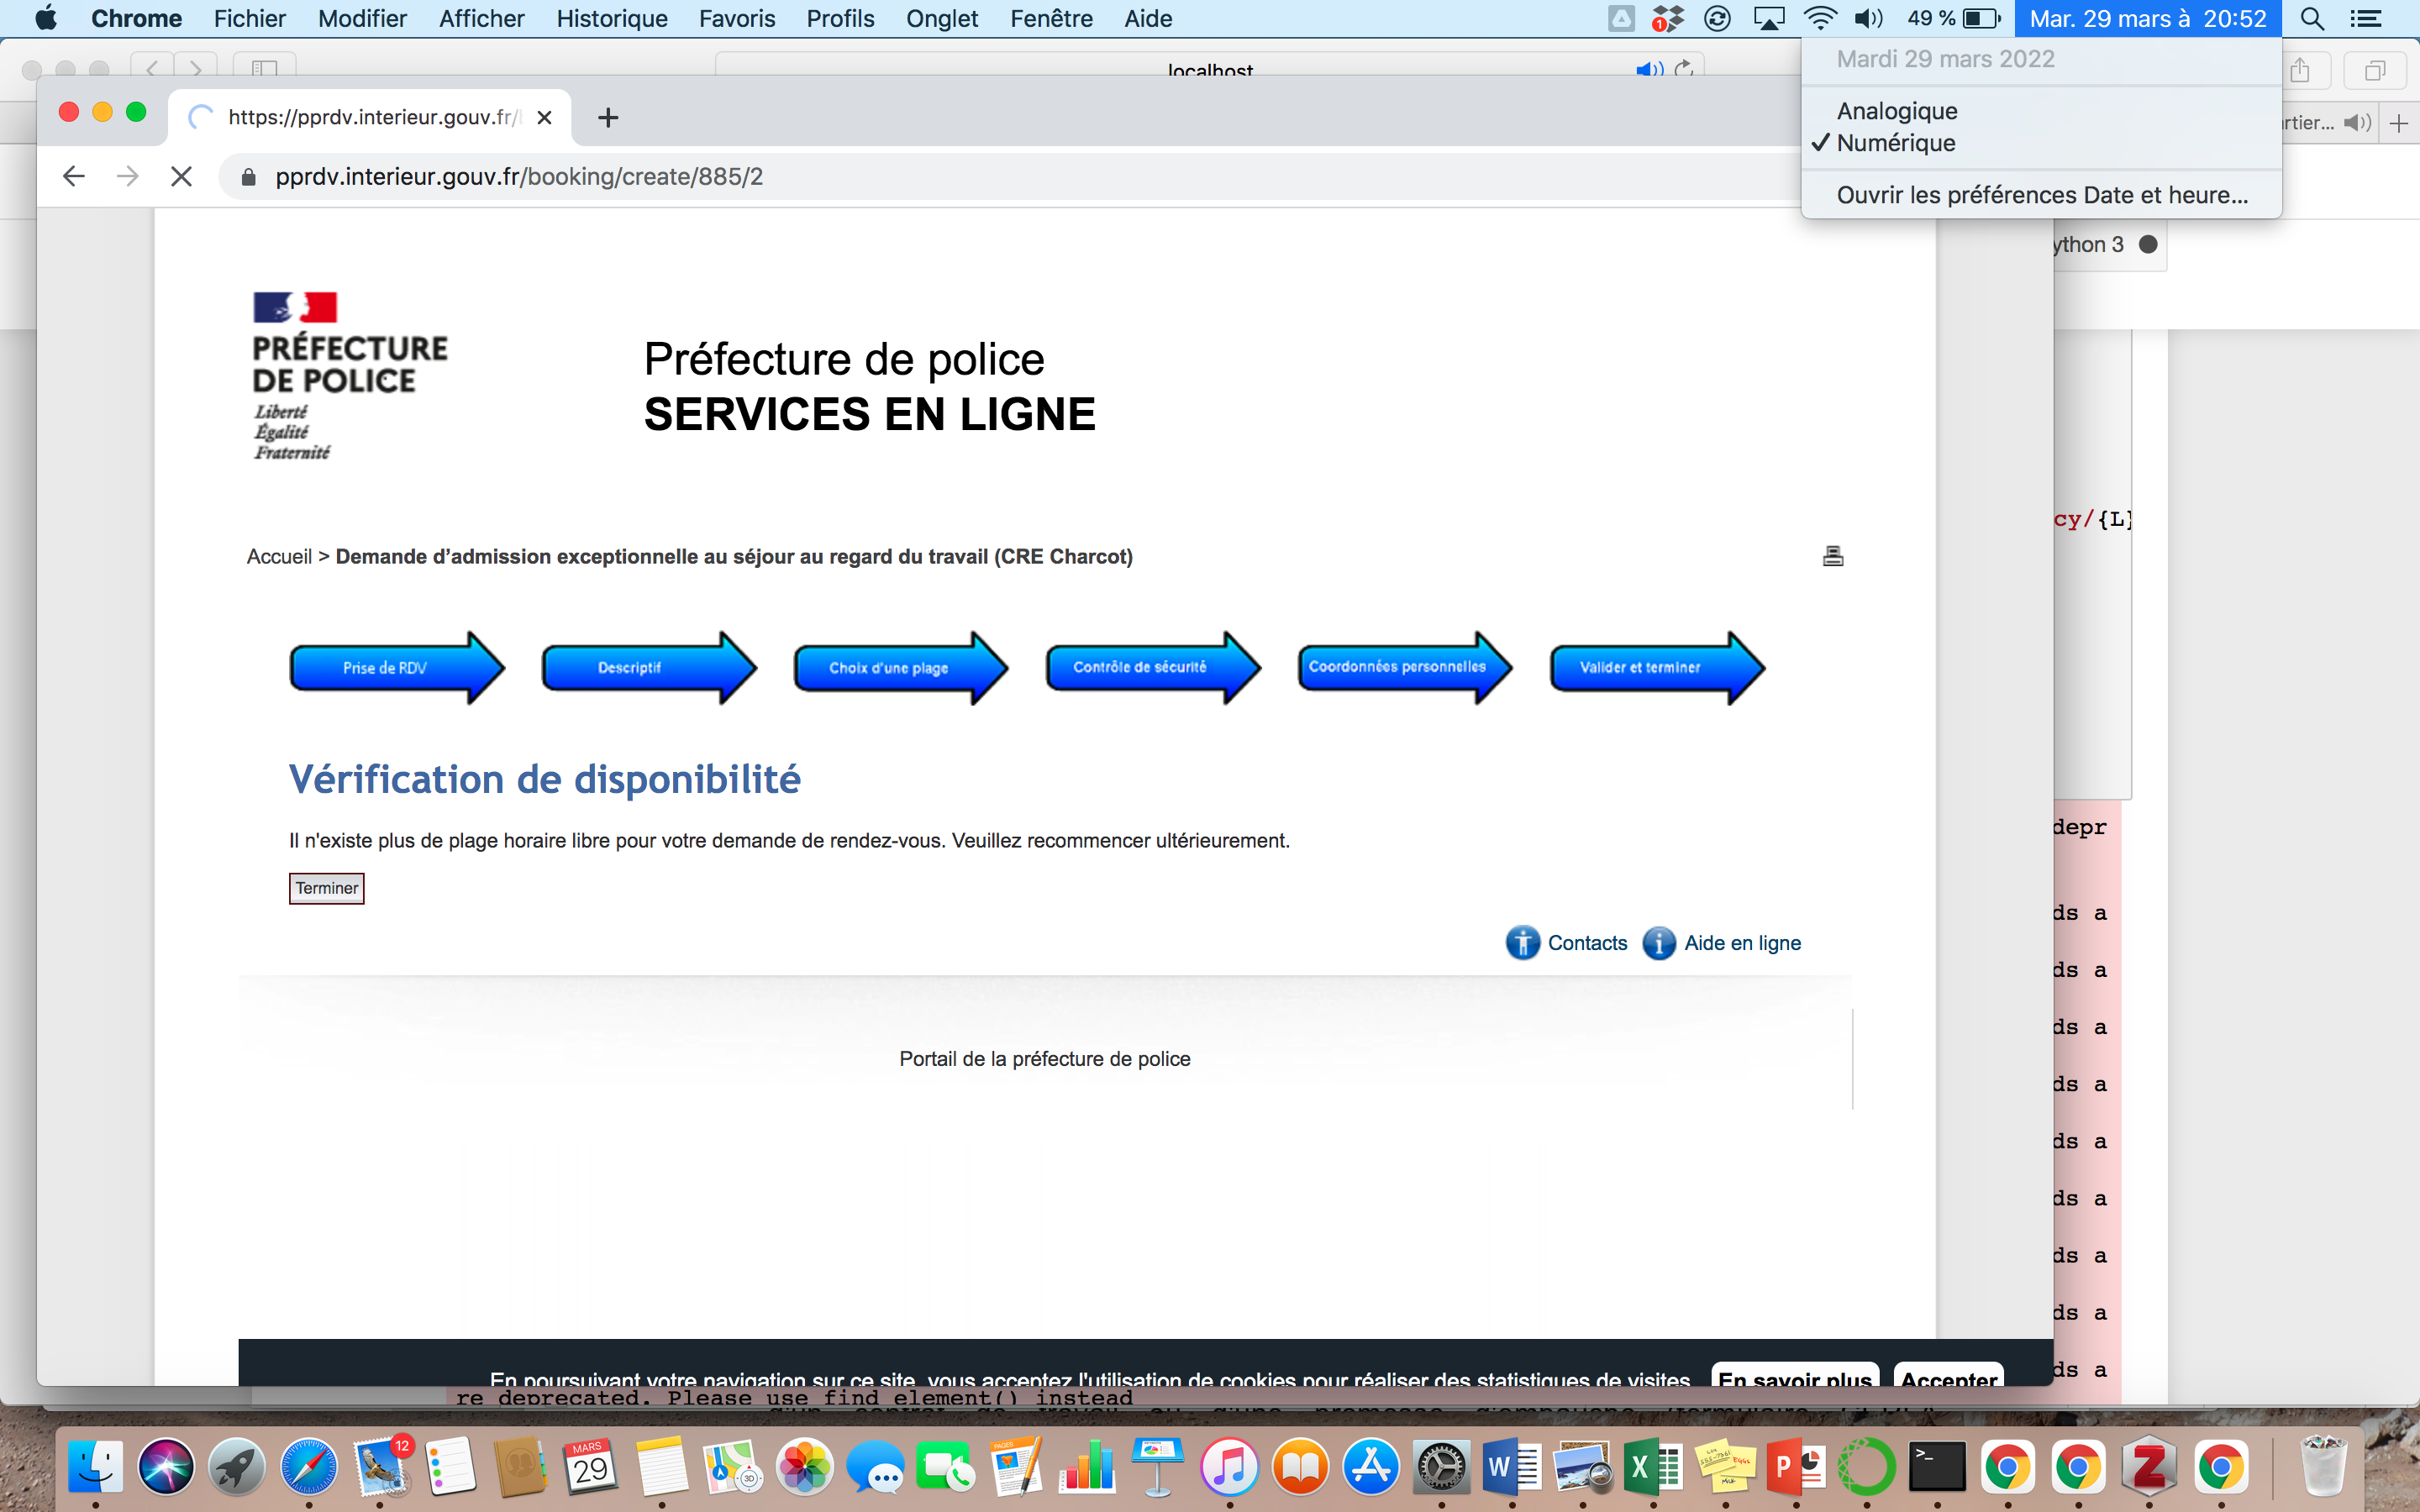 Chrome Fichier Modifier Afficher Historique Favoris Profils Onglet Fenêtre Aide 1 49 % Mar. 29 mars à 20:52
localhost
Mardi 29 mars 2022
Analogique
✓ Numérique
Ouvrir les préférences Date et heure...
https://pprdv.interieur.gouv.fr/
rtier...
pprdv.interieur.gouv.fr/booking/create/885/2
ython 3
PRÉFECTURE
DE POLICE
Liberté
Égalité
Fraternité
Préfecture de police
SERVICES EN LIGNE
cy/{L}
Accueil > Demande d'admission exceptionnelle au séjour au regard du travail (CRE Charcot)
Prise de RDV Descriptif Choix d'une plage Contrôle de sécurité Coordonnées personnelles Valider et terminer
Vérification de disponibilité
depr
Il n'existe plus de plage horaire libre pour votre demande de rendez-vous. Veuillez recommencer ultérieurement.
Terminer
ds a
Contacts Aide en ligne
ds a
ds a
Portail de la préfecture de police
ds a
ds a
ds a
ds a
ds a
ds a
En poursuivant votre navigation sur ce site, vous acceptez l'utilisation de cookies pour réaliser des statistiques de visites En savoir plus Accepter
re deprecated. Please use find_element() instead
12
MARS
29
3D
PAGES
W
X
P
>_
Z